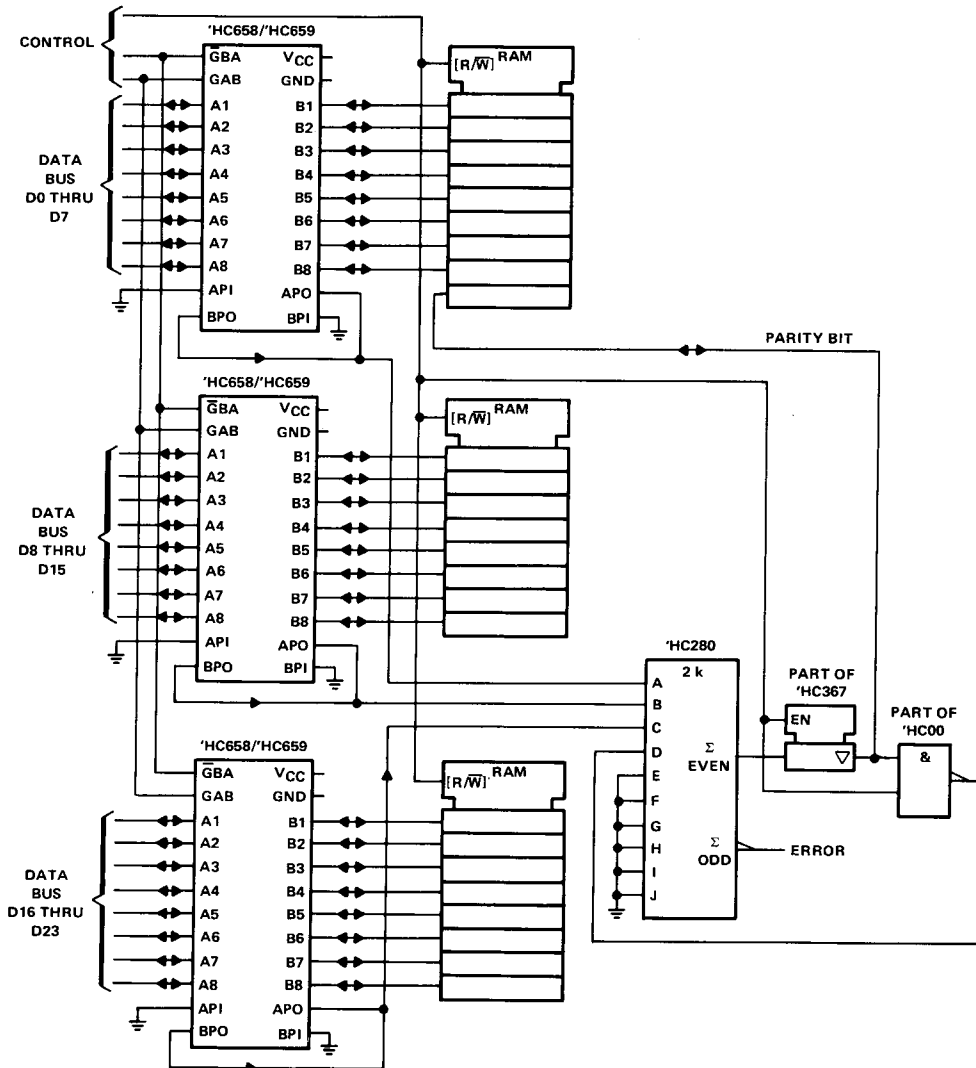 'HC658/'HC659
CONTROL
G̅BA
VCC
GAB
GND
DATA
BUS
D0 THRU
D7
A1
A2
A3
A4
A5
A6
A7
A8
API
BPO
B1
B2
B3
B4
B5
B6
B7
B8
APO
BPI
[R/W̅] RAM
PARITY BIT
'HC658/'HC659
G̅BA
VCC
GAB
GND
DATA
BUS
D8 THRU
D15
A1
A2
A3
A4
A5
A6
A7
A8
API
BPO
B1
B2
B3
B4
B5
B6
B7
B8
APO
BPI
[R/W̅] RAM
'HC658/'HC659
G̅BA
VCC
GAB
GND
DATA
BUS
D16 THRU
D23
A1
A2
A3
A4
A5
A6
A7
A8
API
BPO
B1
B2
B3
B4
B5
B6
B7
B8
APO
BPI
[R/W̅] RAM
'HC280
2 k
A
B
C
D
E
F
G
H
I
J
Σ
EVEN
Σ
ODD
ERROR
PART OF
'HC367
EN
PART OF
'HC00
&